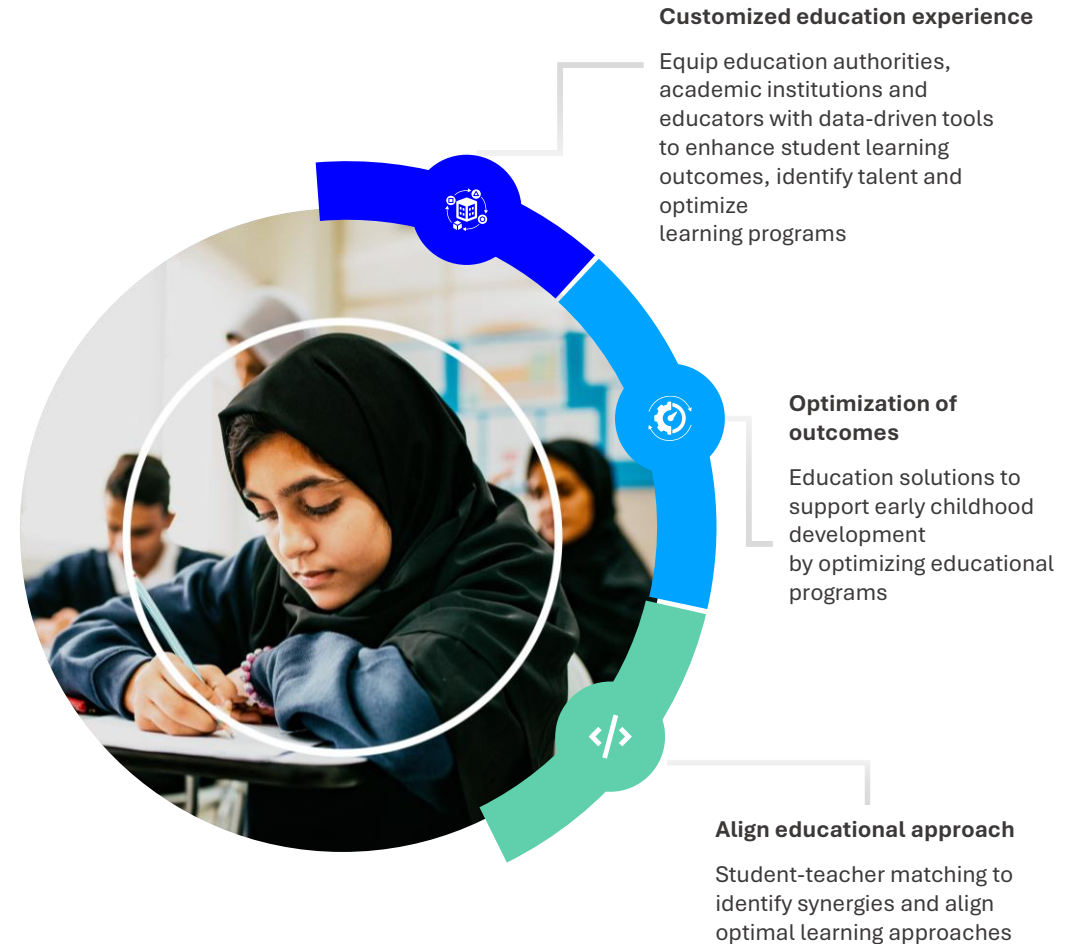 Customized education experience
Equip education authorities,
academic institutions and
educators with data-driven tools
to enhance student learning
outcomes, identify talent and
optimize
learning programs
Optimization of
outcomes
Education solutions to
support early childhood
development
by optimizing educational
programs
Align educational approach
Student-teacher matching to
identify synergies and align
optimal learning approaches